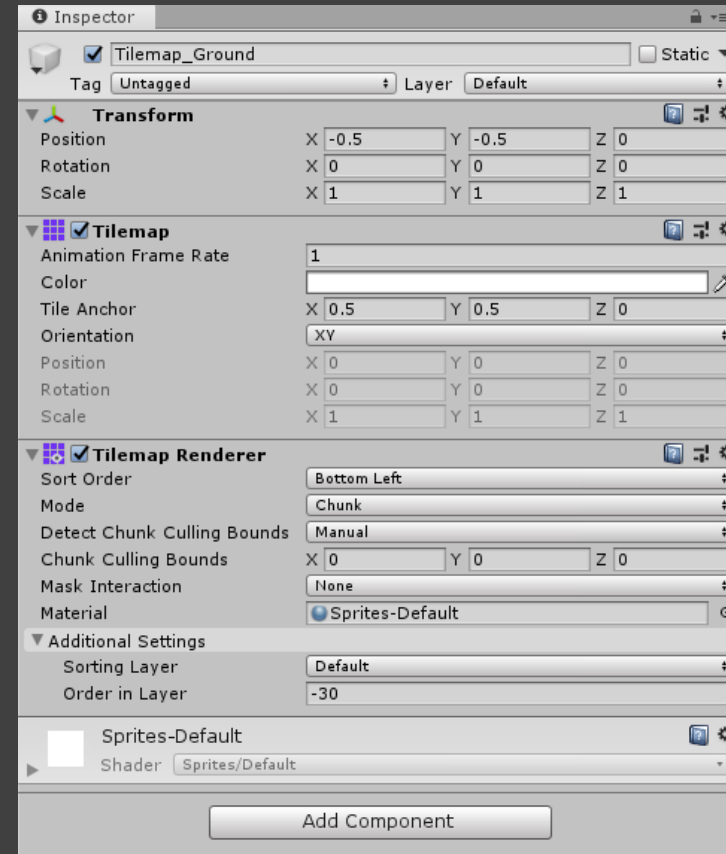 Inspector
Tilemap_Ground Static
Tag Untagged Layer Default
Transform
Position X -0.5 Y -0.5 Z 0
Rotation X 0 Y 0 Z 0
Scale X 1 Y 1 Z 1
Tilemap
Animation Frame Rate 1
Color
Tile Anchor X 0.5 Y 0.5 Z 0
Orientation XY
Position X 0 Y 0 Z 0
Rotation X 0 Y 0 Z 0
Scale X 1 Y 1 Z 1
Tilemap Renderer
Sort Order Bottom Left
Mode Chunk
Detect Chunk Culling Bounds Manual
Chunk Culling Bounds X 0 Y 0 Z 0
Mask Interaction None
Material Sprites-Default
Additional Settings
Sorting Layer Default
Order in Layer -30
Sprites-Default
Shader Sprites/Default
Add Component